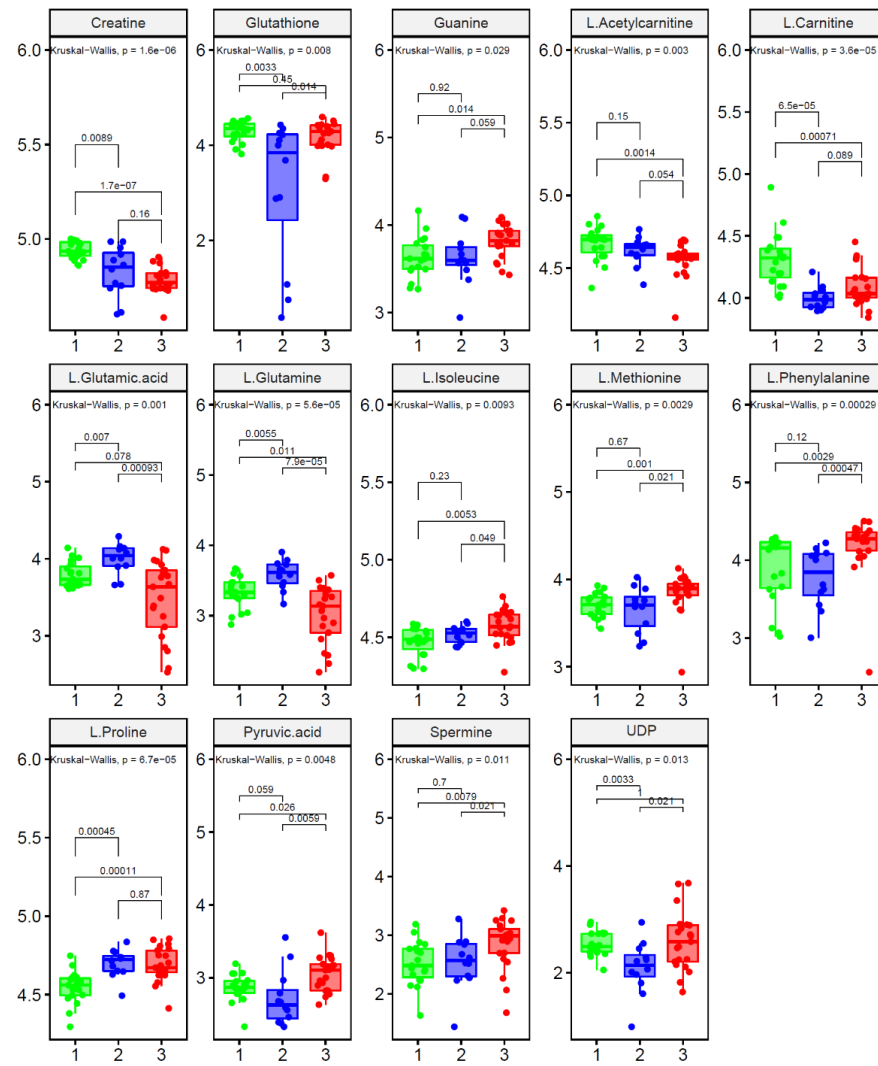 Creatine Glutathione Guanine L.Acetylcarnitine L.Carnitine
6.0 6 6 6.0 6.0
Kruskal−Wallis, p = 1.6e−06 Kruskal−Wallis, p = 0.008 Kruskal−Wallis, p = 0.029 Kruskal−Wallis, p = 0.003 Kruskal−Wallis, p = 3.6e−05
0.0033
0.45
0.014
0.92
0.014
0.059
5.5 4 5 5.5 5.5
0.0089
1.7e−07
0.16
0.15
0.0014
0.054
6.5e−05
0.00071
0.089
5.0 2 4 5.0 5.0
3 4.5 4.5
4.0
1 2 3 1 2 3 1 2 3 1 2 3 1 2 3
L.Glutamic.acid L.Glutamine L.Isoleucine L.Methionine L.Phenylalanine
6 6 6.0 6 6
Kruskal−Wallis, p = 0.001 Kruskal−Wallis, p = 5.6e−05 Kruskal−Wallis, p = 0.0093 Kruskal−Wallis, p = 0.0029 Kruskal−Wallis, p = 0.00029
0.007
0.078
0.00093
0.0055
0.011
7.9e−05
0.23
0.0053
0.049
0.67
0.001
0.021
0.12
0.0029
0.00047
5 5 5.5 5 5
4 4 5.0 4 4
3 3 4.5 3 3
1 2 3 1 2 3 1 2 3 1 2 3 1 2 3
L.Proline Pyruvic.acid Spermine UDP
6.0 6 6 6
Kruskal−Wallis, p = 6.7e−05 Kruskal−Wallis, p = 0.0048 Kruskal−Wallis, p = 0.011 Kruskal−Wallis, p = 0.013
0.00045
0.00011
0.87
0.059
0.026
0.0059
0.7
0.0079
0.021
0.0033
1
0.021
5.5 5 5 4
5.0 4 4 2
4.5 3 3
2
1 2 3 1 2 3 1 2 3 1 2 3